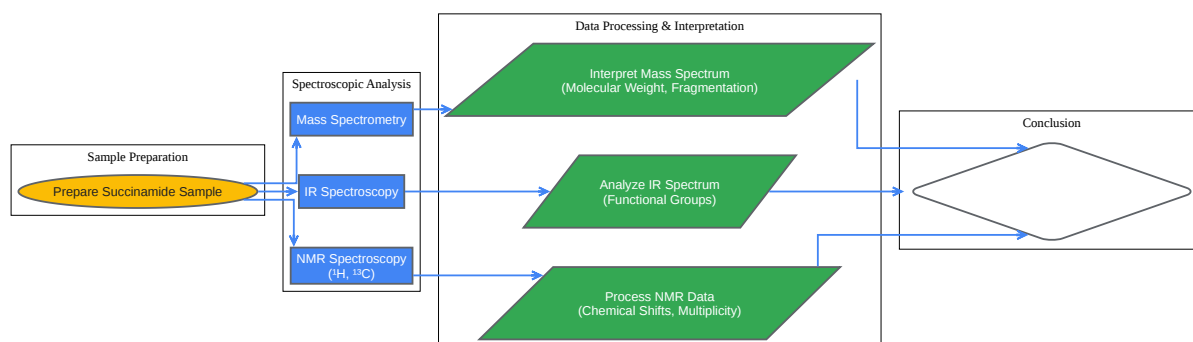 Sample Preparation
Prepare Succinamide Sample
Spectroscopic Analysis
Mass Spectrometry
IR Spectroscopy
NMR Spectroscopy
(¹H, ¹³C)
Data Processing & Interpretation
Interpret Mass Spectrum
(Molecular Weight, Fragmentation)
Analyze IR Spectrum
(Functional Groups)
Process NMR Data
(Chemical Shifts, Multiplicity)
Conclusion